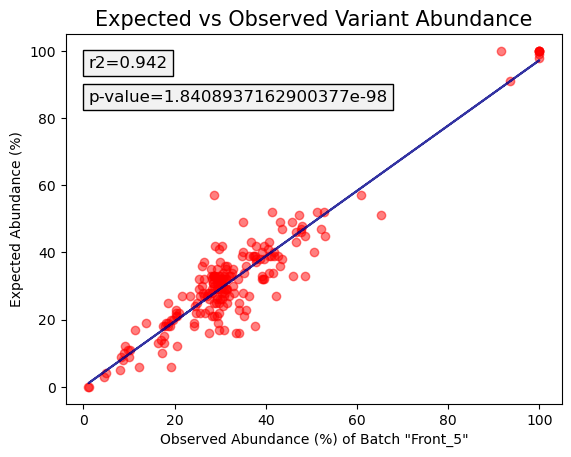 Expected vs Observed Variant Abundance
r2=0.942
p-value=1.8408937162900377e-98
Expected Abundance (%)
100
80
60
40
20
0
0 20 40 60 80 100
Observed Abundance (%) of Batch "Front_5"